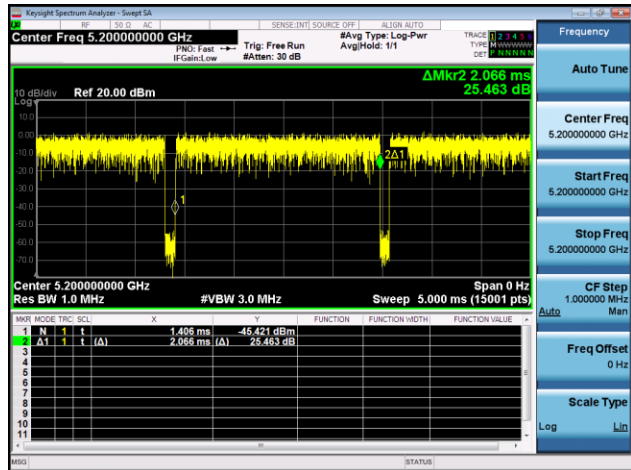 Keysight Spectrum Analyzer - Swept SA
RF 50 Ω AC SENSE:INT SOURCE OFF ALIGN AUTO
Center Freq 5.200000000 GHz
PNO: Fast
IFGain:Low
Trig: Free Run
#Atten: 30 dB
#Avg Type: Log-Pwr
Avg|Hold: 1/1
TRACE 1 2 3 4 5 6
TYPE M W W W W W
DET P N N N N N
ΔMkr2 2.066 ms
25.463 dB
10 dB/div Ref 20.00 dBm
Log
10.0
0.00
-10.0
-20.0
-30.0
-40.0
-50.0
-60.0
1
2Δ1
Center 5.200000000 GHz Span 0 Hz
Res BW 1.0 MHz #VBW 3.0 MHz Sweep 5.000 ms (15001 pts)
MKR MODE TRC SCL X Y FUNCTION FUNCTION WIDTH FUNCTION VALUE
1 N 1 t 1.406 ms -45.421 dBm
2 Δ1 1 t (Δ) 2.066 ms (Δ) 25.463 dB
3
4
5
6
7
8
9
10
11
MSG STATUS
Frequency
Auto Tune
Center Freq
5.200000000 GHz
Start Freq
5.200000000 GHz
Stop Freq
5.200000000 GHz
CF Step
1.000000 MHz
Auto Man
Freq Offset
0 Hz
Scale Type
Log Lin